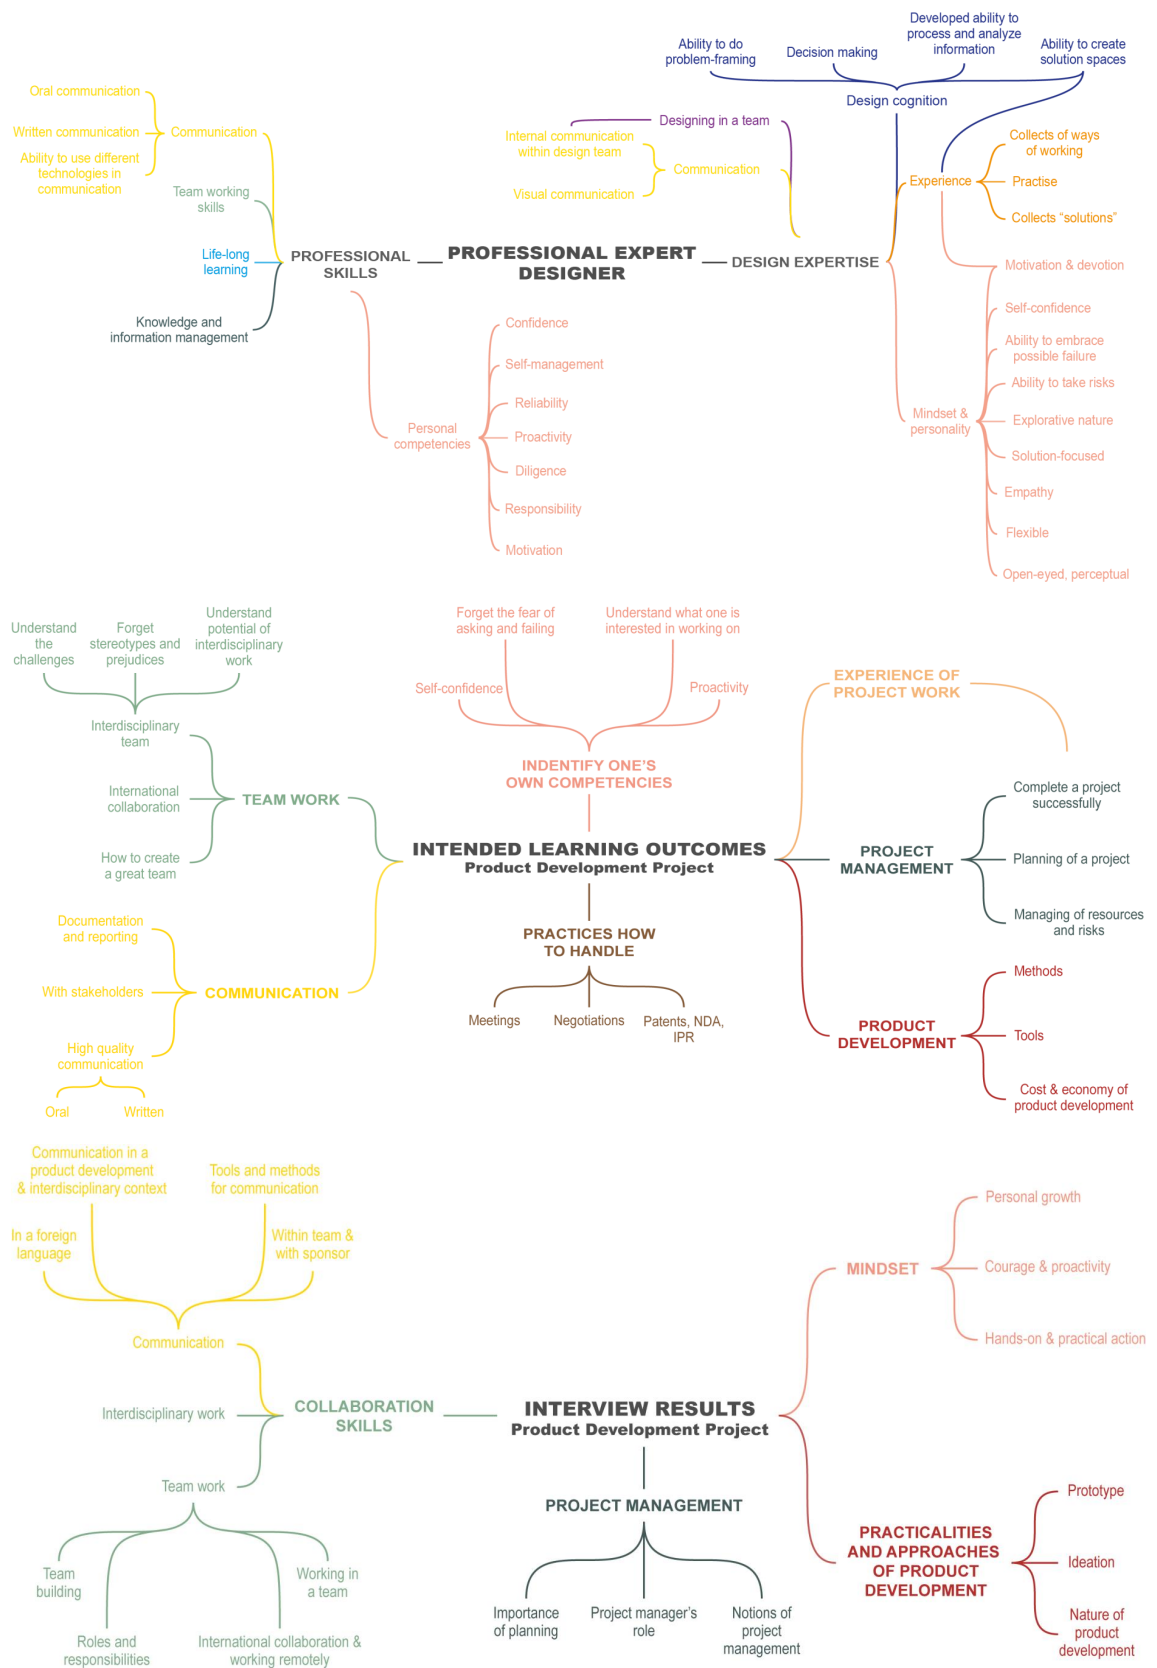 Developed ability to
process and analyze
information
Ability to do
problem-framing
Decision making
Ability to create
solution spaces
Design cognition
Oral communication
Written communication
Communication
Ability to use different
technologies in
communication
Team working
skills
Life-long
learning
Knowledge and
information management
PROFESSIONAL
SKILLS
PROFESSIONAL EXPERT
DESIGNER
DESIGN EXPERTISE
Designing in a team
Internal communication
within design team
Communication
Visual communication
Experience
Collects of ways
of working
Practise
Collects “solutions”
Motivation & devotion
Self-confidence
Ability to embrace
possible failure
Ability to take risks
Mindset &
personality
Explorative nature
Solution-focused
Empathy
Flexible
Open-eyed, perceptual
Personal
competencies
Confidence
Self-management
Reliability
Proactivity
Diligence
Responsibility
Motivation
Understand
the
challenges
Forget
stereotypes and
prejudices
Understand
potential of
interdisciplinary
work
Interdisciplinary
team
International
collaboration
How to create
a great team
TEAM WORK
Forget the fear of
asking and failing
Understand what one is
interested in working on
Self-confidence
Proactivity
INDENTIFY ONE’S
OWN COMPETENCIES
INTENDED LEARNING OUTCOMES
Product Development Project
EXPERIENCE OF
PROJECT WORK
PROJECT
MANAGEMENT
Complete a project
successfully
Planning of a project
Managing of resources
and risks
PRODUCT
DEVELOPMENT
Methods
Tools
Cost & economy of
product development
PRACTICES HOW
TO HANDLE
Meetings
Negotiations
Patents, NDA,
IPR
Documentation
and reporting
With stakeholders
COMMUNICATION
High quality
communication
Oral
Written
Communication in a
product development
& interdisciplinary context
Tools and methods
for communication
In a foreign
language
Within team &
with sponsor
Communication
Interdisciplinary work
COLLABORATION
SKILLS
Team work
Team
building
Working in
a team
Roles and
responsibilities
International collaboration &
working remotely
INTERVIEW RESULTS
Product Development Project
PROJECT MANAGEMENT
Importance
of planning
Project manager’s
role
Notions of
project
management
MINDSET
Personal growth
Courage & proactivity
Hands-on & practical action
PRACTICALITIES
AND APPROACHES
OF PRODUCT
DEVELOPMENT
Prototype
Ideation
Nature of
product
development